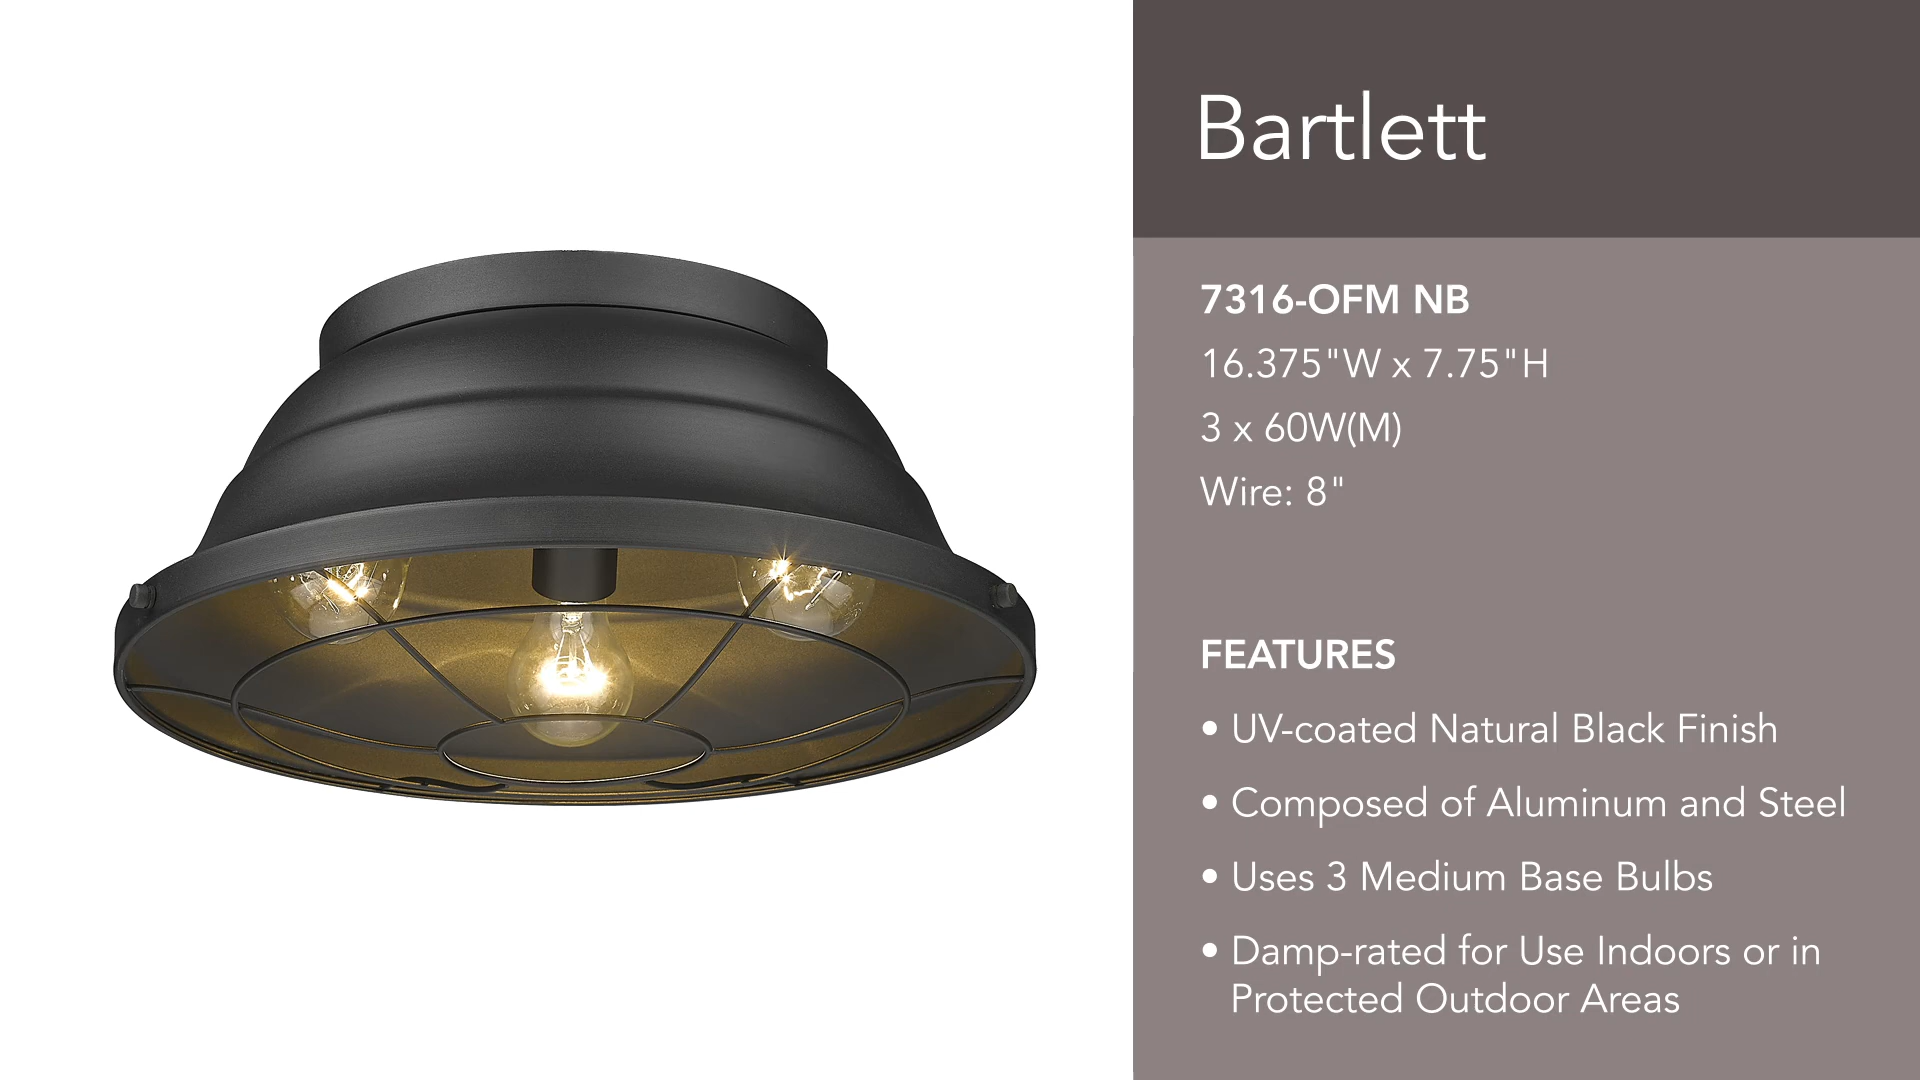 Bartlett
7316-OFM NB
16.375"W x 7.75"H
3 x 60W(M)
Wire: 8"
FEATURES
• UV-coated Natural Black Finish
• Composed of Aluminum and Steel
• Uses 3 Medium Base Bulbs
• Damp-rated for Use Indoors or in
Protected Outdoor Areas